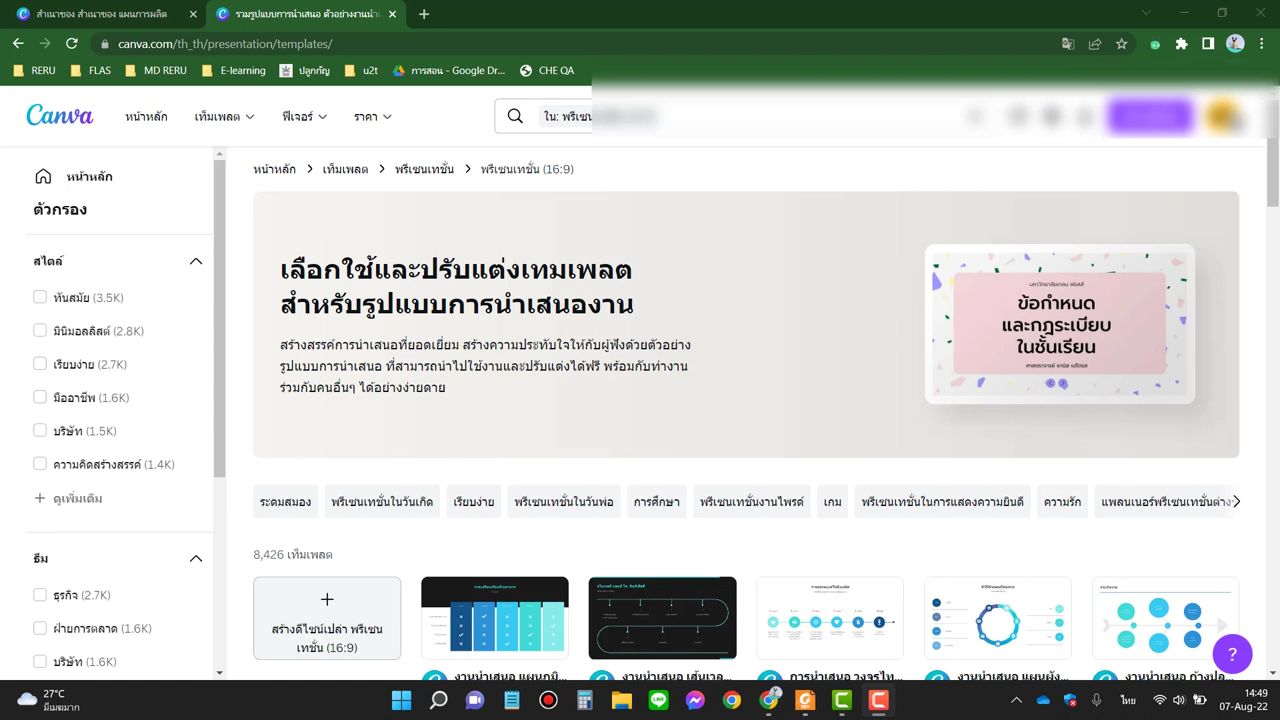 สำเนาของ สำเนาของ แผนการผลิต
รวมรูปแบบการนำเสนอ ตัวอย่างงานนำเ
canva.com/th_th/presentation/templates/
RERU
FLAS
MD RERU
E-learning
ปลูกกัญ
u2t
การสอน - Google Dr...
CHE QA
Canva
หน้าหลัก
เท็มเพลต
ฟีเจอร์
ราคา
ใน: พรีเซน
หน้าหลัก
ตัวกรอง
สไตล์
ทันสมัย (3.5K)
มินิมอลลิสต์ (2.8K)
เรียบง่าย (2.7K)
มืออาชีพ (1.6K)
บริษัท (1.5K)
ความคิดสร้างสรรค์ (1.4K)
ดูเพิ่มเติม
ธีม
ธุรกิจ (2.7K)
ฝ่ายการตลาด (1.6K)
บริษัท (1.6K)
หน้าหลัก > เท็มเพลต > พรีเซนเทชั่น > พรีเซนเทชั่น (16:9)
เลือกใช้และปรับแต่งเทมเพลต
สำหรับรูปแบบการนำเสนองาน
สร้างสรรค์การนำเสนอที่ยอดเยี่ยม สร้างความประทับใจให้กับผู้ฟังด้วยตัวอย่าง
รูปแบบการนำเสนอ ที่สามารถนำไปใช้งานและปรับแต่งได้ฟรี พร้อมกับทำงาน
ร่วมกับคนอื่นๆ ได้อย่างง่ายดาย
ข้อกำหนด
และกฎระเบียบ
ในชั้นเรียน
ระดมสมอง
พรีเซนเทชั่นในวันเกิด
เรียบง่าย
พรีเซนเทชั่นในวันพ่อ
การศึกษา
พรีเซนเทชั่นงานไพรด์
เกม
พรีเซนเทชั่นในการแสดงความยินดี
ความรัก
แพลนเนอร์พรีเซนเทชั่นต่างๆ
8,426 เท็มเพลต
สร้างดีไซน์เปล่า พรีเซน
เทชั่น (16:9)
?
27°C
มีเมฆมาก
ไทย
14:49
07-Aug-22